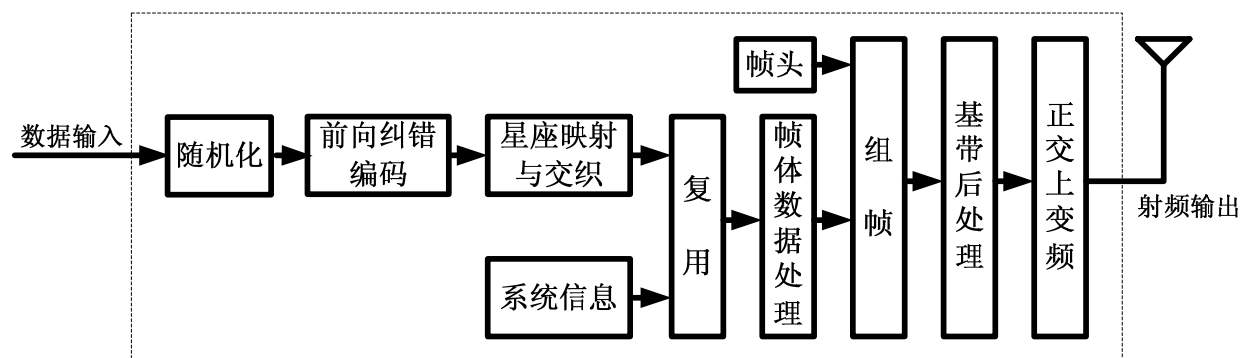 数据输入
随机化
前向纠错
编码
星座映射
与交织
系统信息
复用
帧头
帧体数据处理
组帧
基带后处理
正交上变频
射频输出